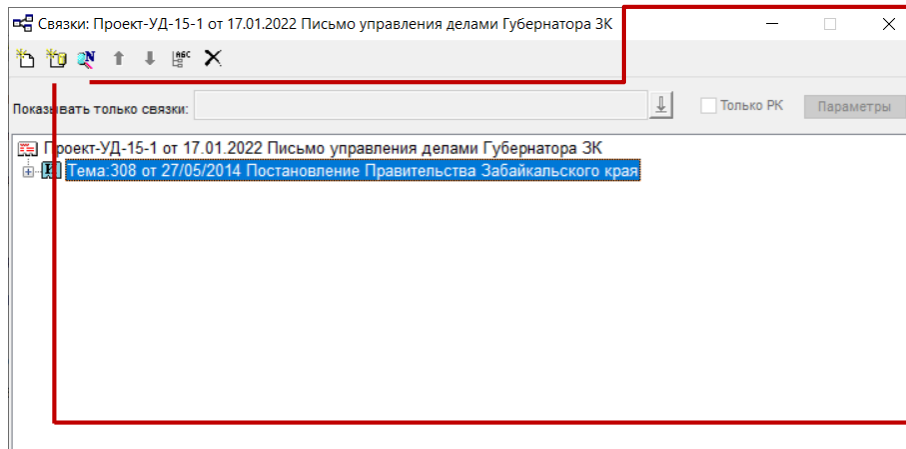 Связки: Проект-УД-15-1 от 17.01.2022 Письмо управления делами Губернатора ЗК
Показывать только связки:
Только РК
Параметры
Проект-УД-15-1 от 17.01.2022 Письмо управления делами Губернатора ЗК
Тема:308 от 27/05/2014 Постановление Правительства Забайкальского края